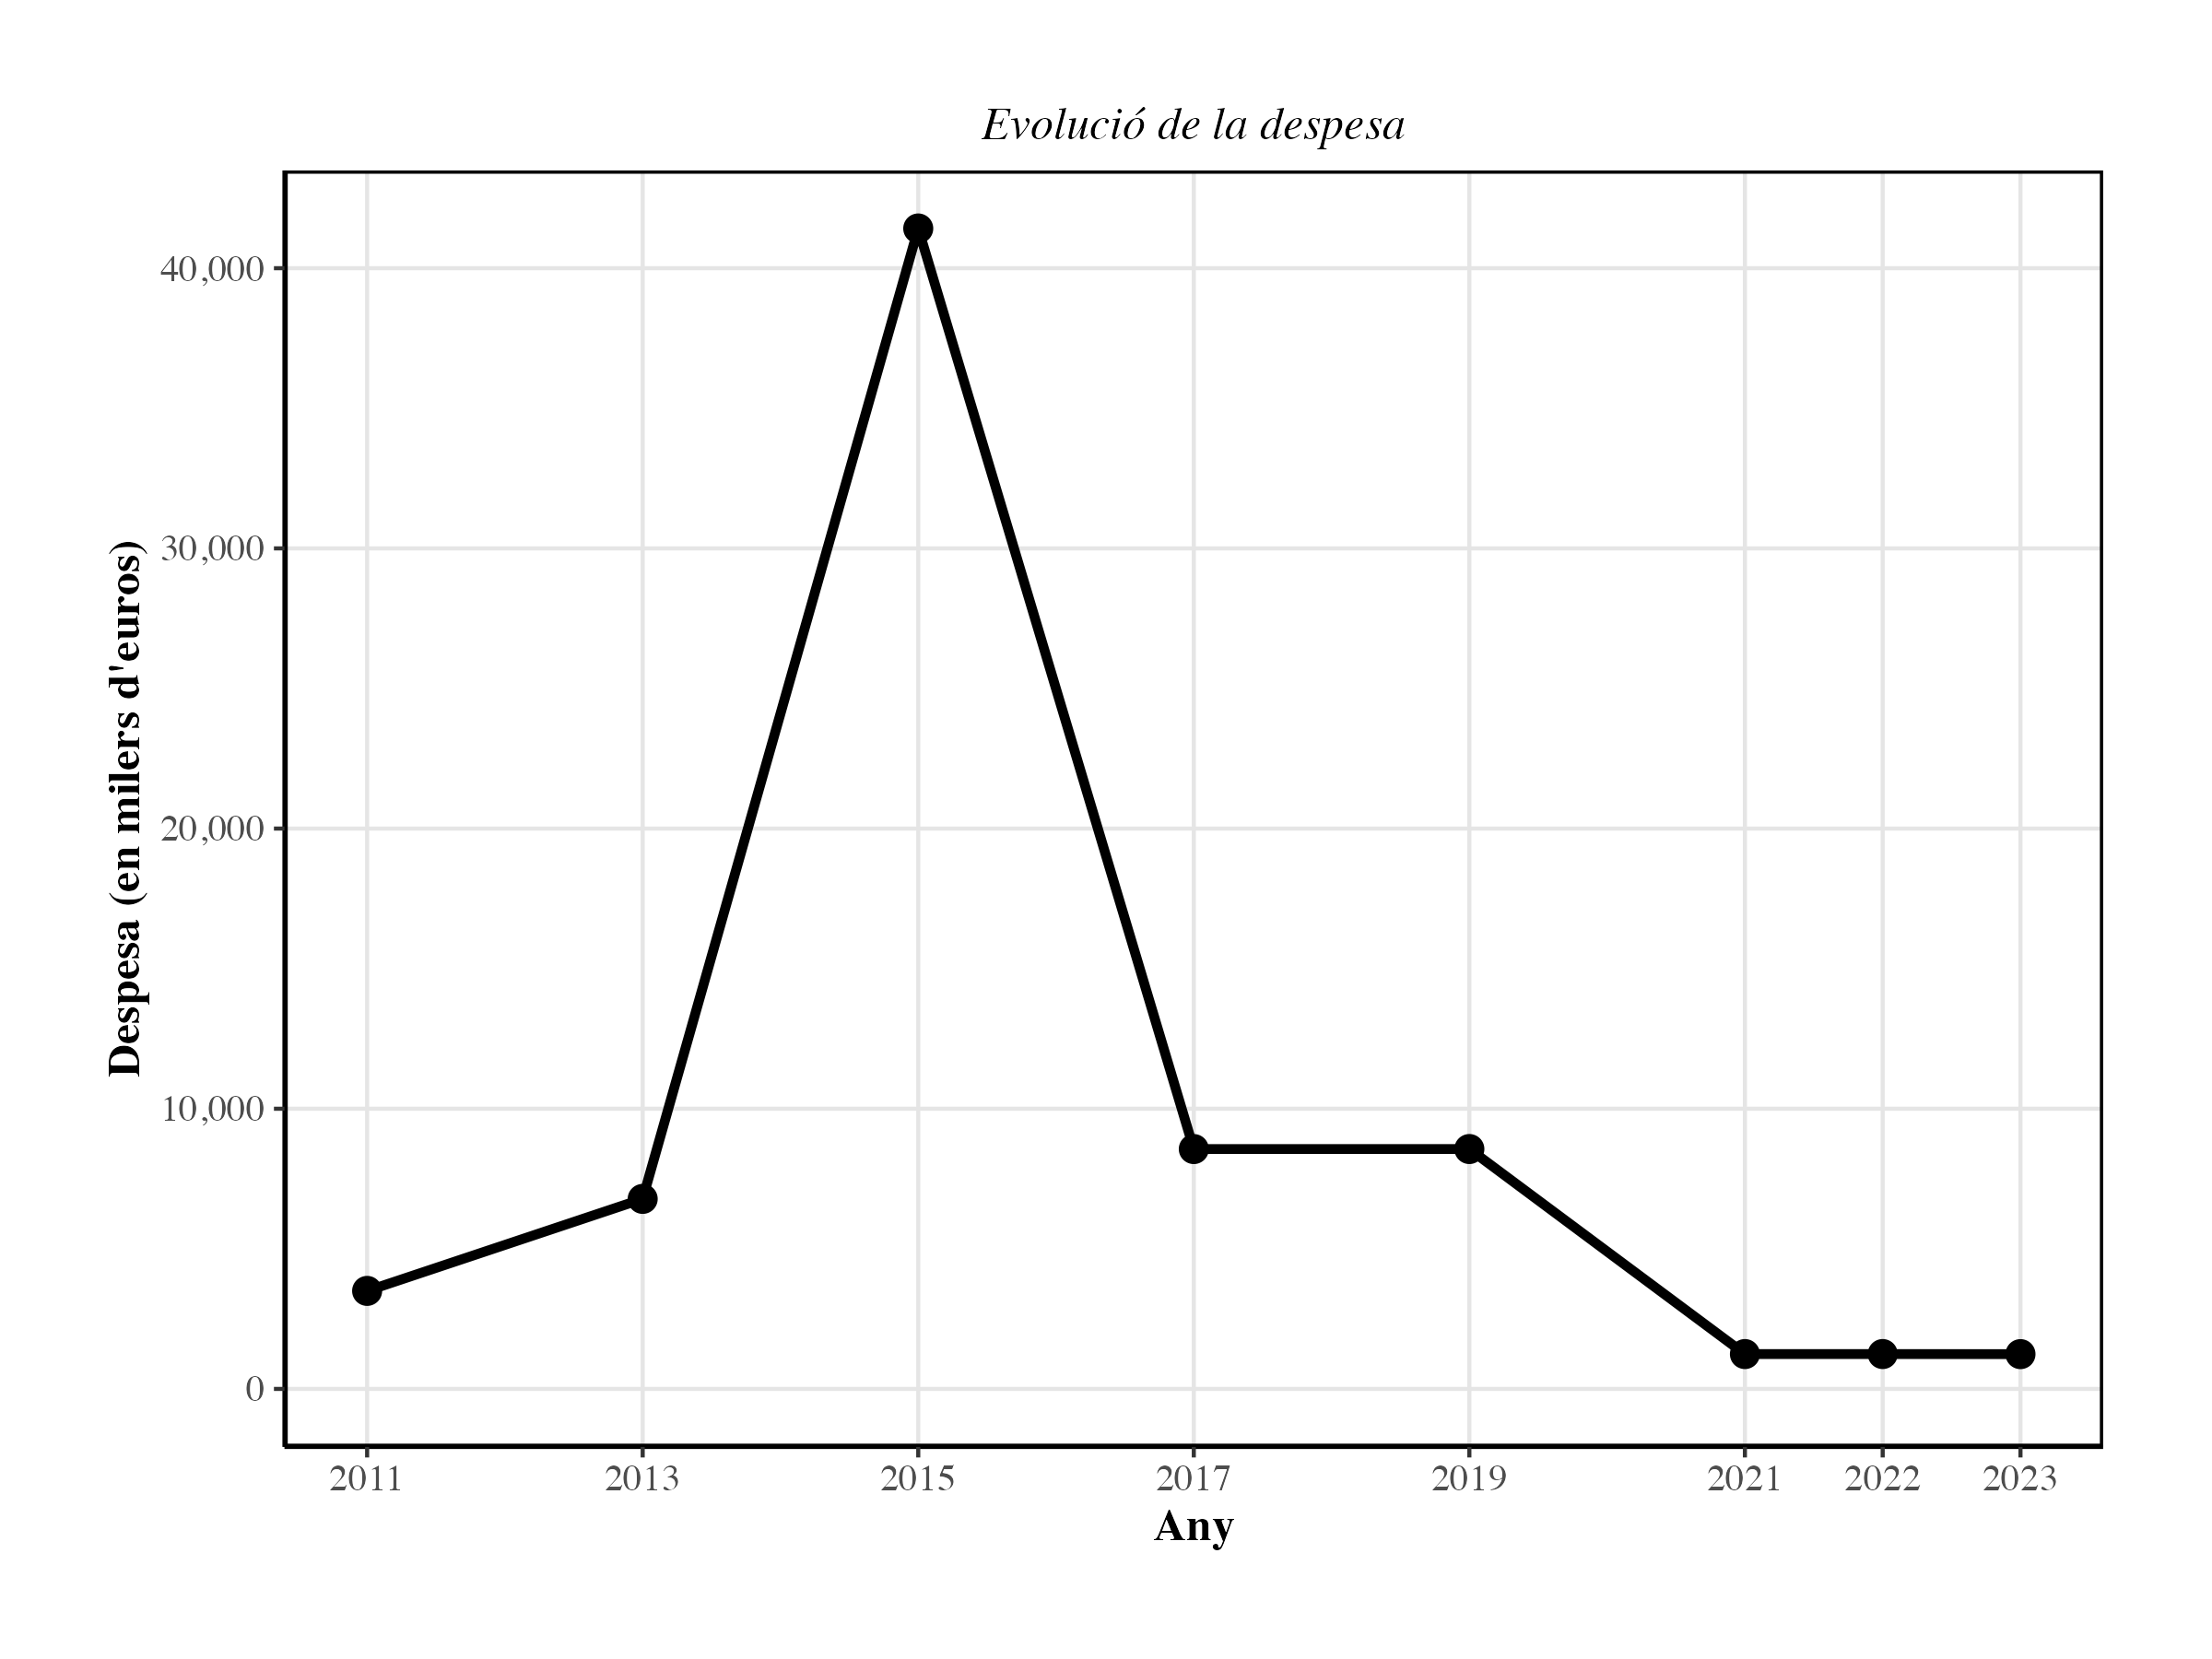 Evolució de la despesa
Despesa (en milers d'euros)
40,000
30,000
20,000
10,000
0
2011 2013 2015 2017 2019 2021 2022 2023
Any